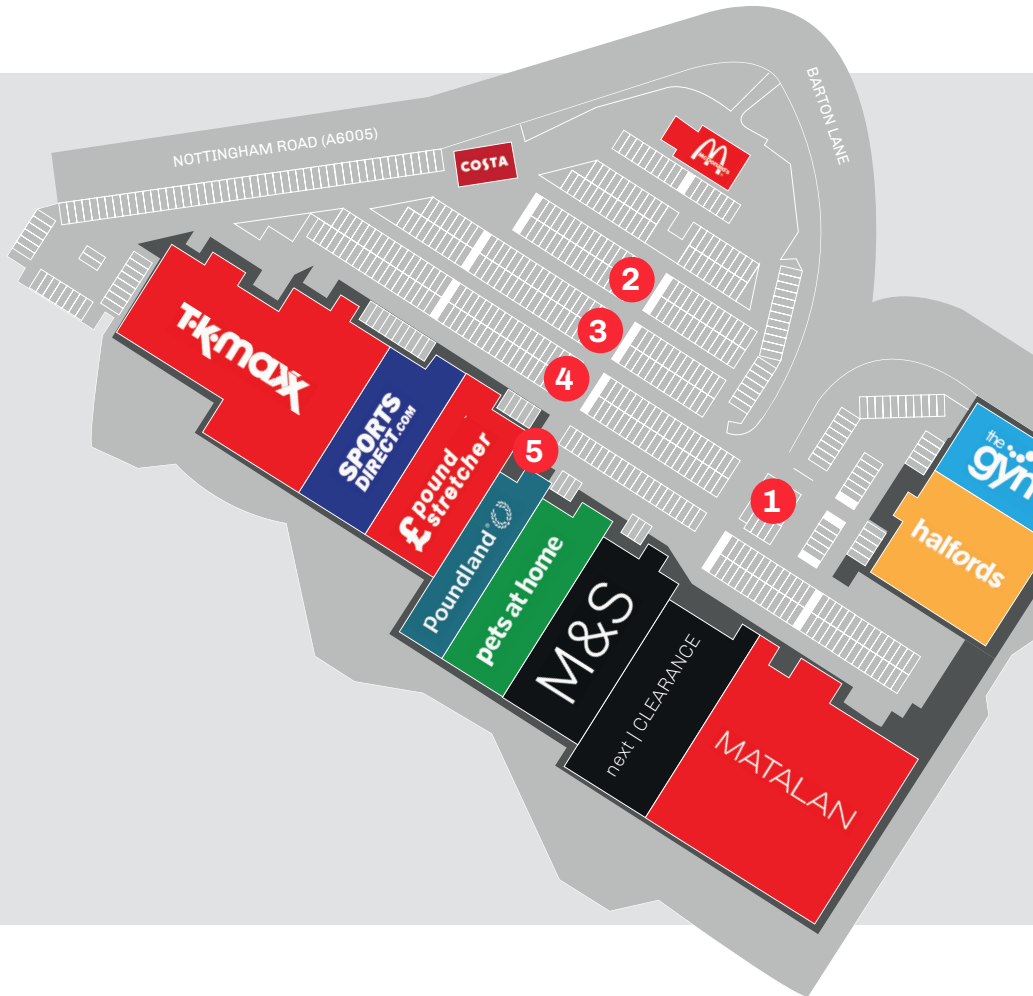 NOTTINGHAM ROAD (A6005)
BARTON LANE
COSTA
McDonald's
2
3
4
5
1
T·K·maxx
SPORTS
DIRECT.COM
£ pound
stretcher
Poundland®
pets at home
M&S
next | CLEARANCE
MATALAN
the
gym
halfords